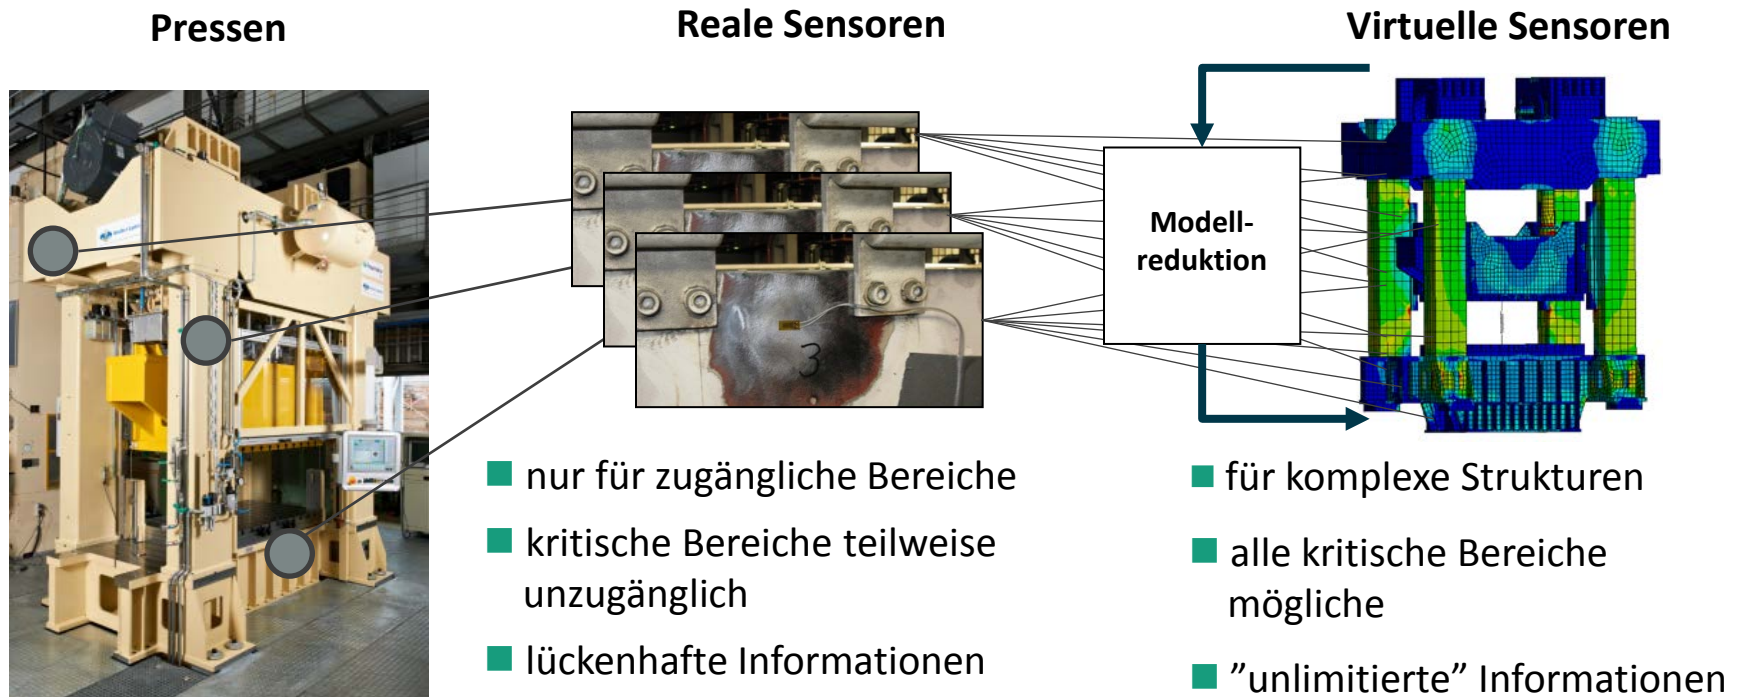 Pressen
Reale Sensoren
Virtuelle Sensoren
Modell-
reduktion
3
■ nur für zugängliche Bereiche
■ kritische Bereiche teilweise
unzugänglich
■ lückenhafte Informationen
■ für komplexe Strukturen
■ alle kritische Bereiche
mögliche
■ ”unlimitierte” Informationen